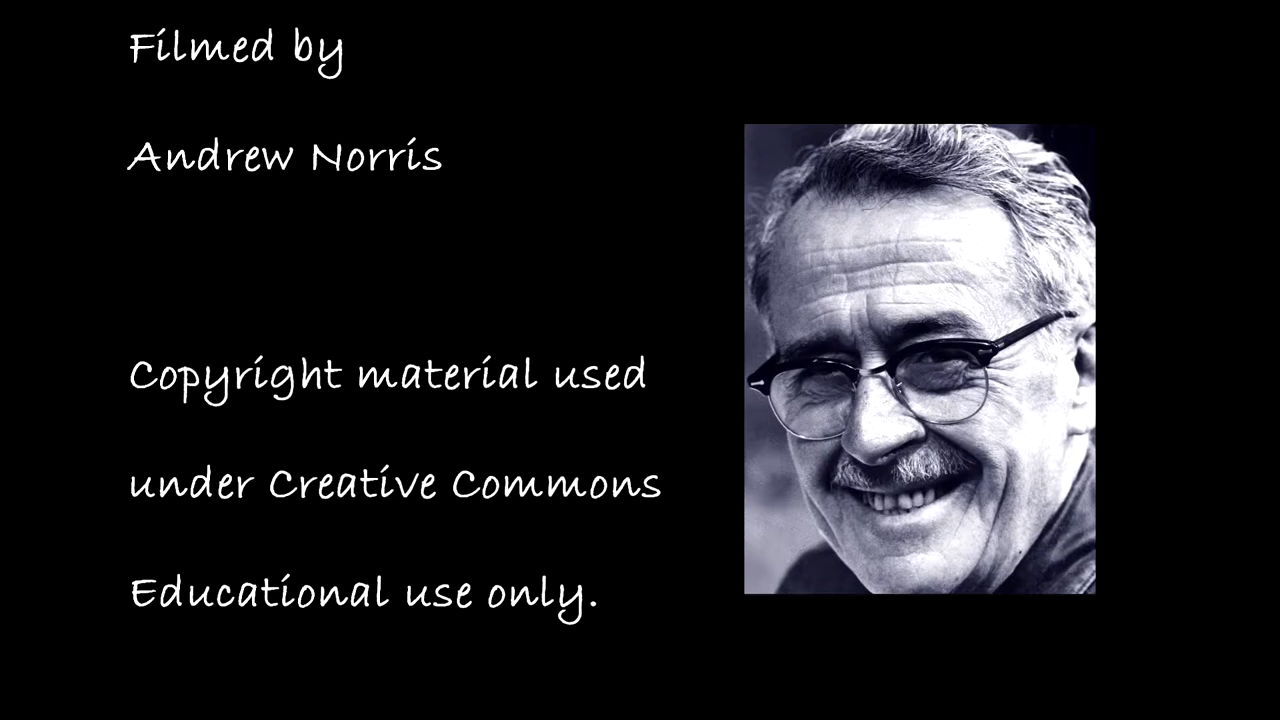 Filmed by
Andrew Norris
Copyright material used
under Creative Commons
Educational use only.